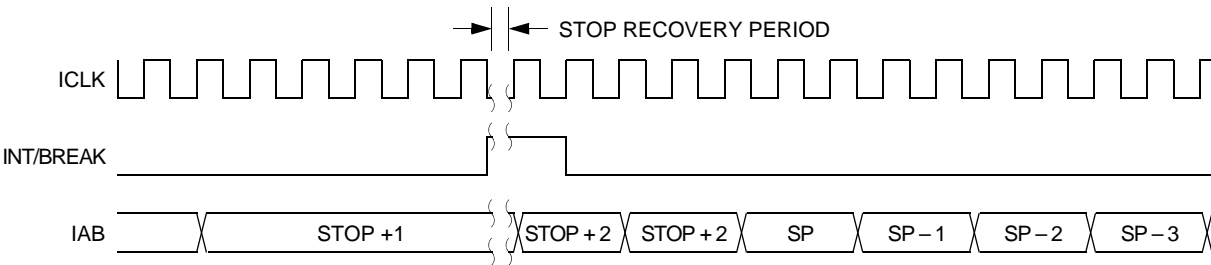 STOP RECOVERY PERIOD
ICLK
INT/BREAK
IAB STOP +1 STOP + 2 STOP + 2 SP SP – 1 SP – 2 SP – 3